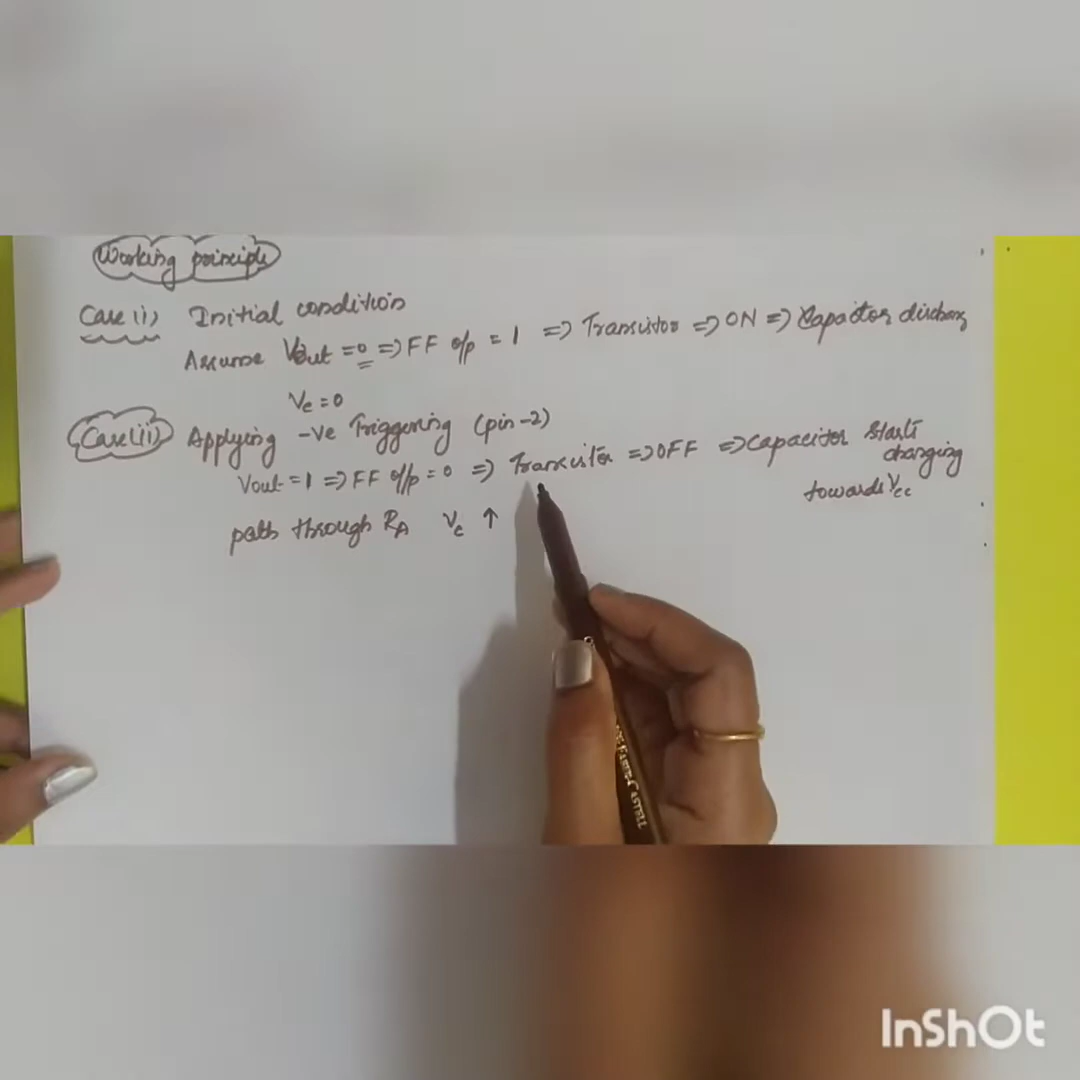 Working principle
Case (i) Initial condition
Assume Vout = 0 => FF o/p = 1 => Transistor => ON => Capacitor discharg
Vc = 0
Case (ii) Applying -ve Triggering (pin-2)
Vout = 1 => FF o/p = 0 => Transistor => OFF => Capacitor starts charging
towards Vcc
path through RA Vc ↑
FABER-CASTELL
InShOt